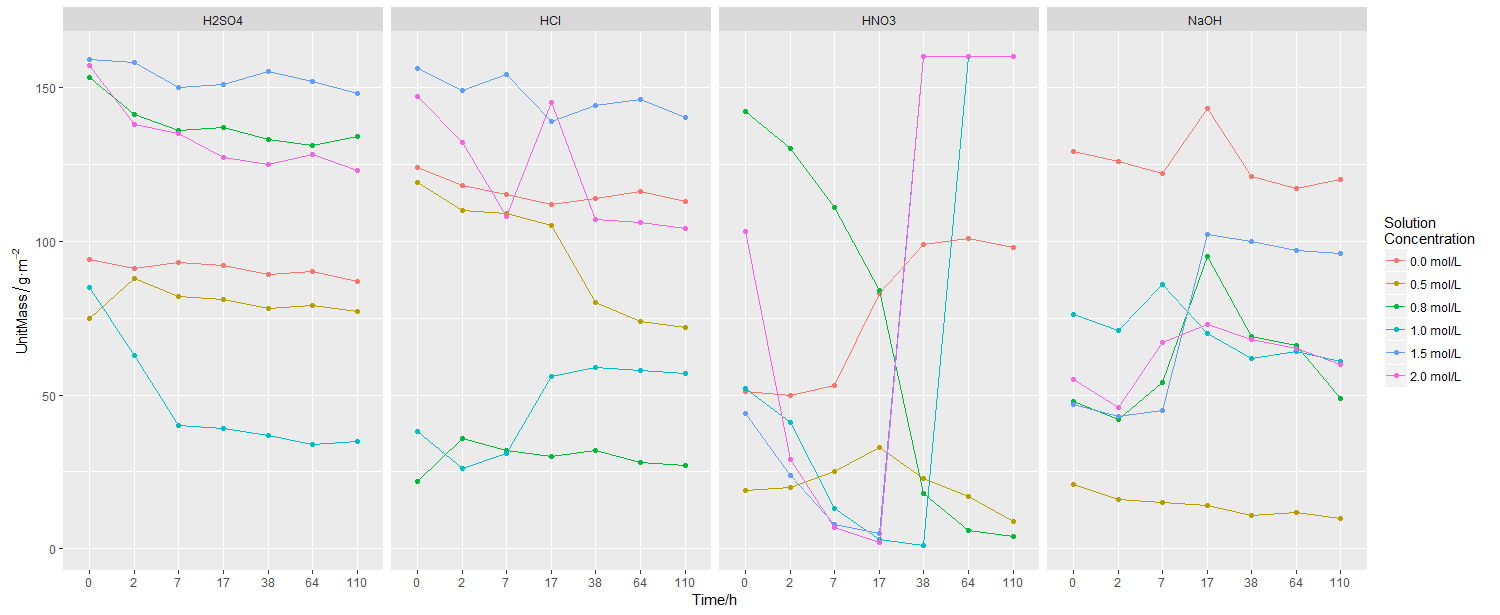 H2SO4
HCl
HNO3
NaOH
150
100
50
0
UnitMass/g·m⁻²
0 2 7 17 38 64 110
0 2 7 17 38 64 110
0 2 7 17 38 64 110
0 2 7 17 38 64 110
Time/h
Solution
Concentration
0.0 mol/L
0.5 mol/L
0.8 mol/L
1.0 mol/L
1.5 mol/L
2.0 mol/L